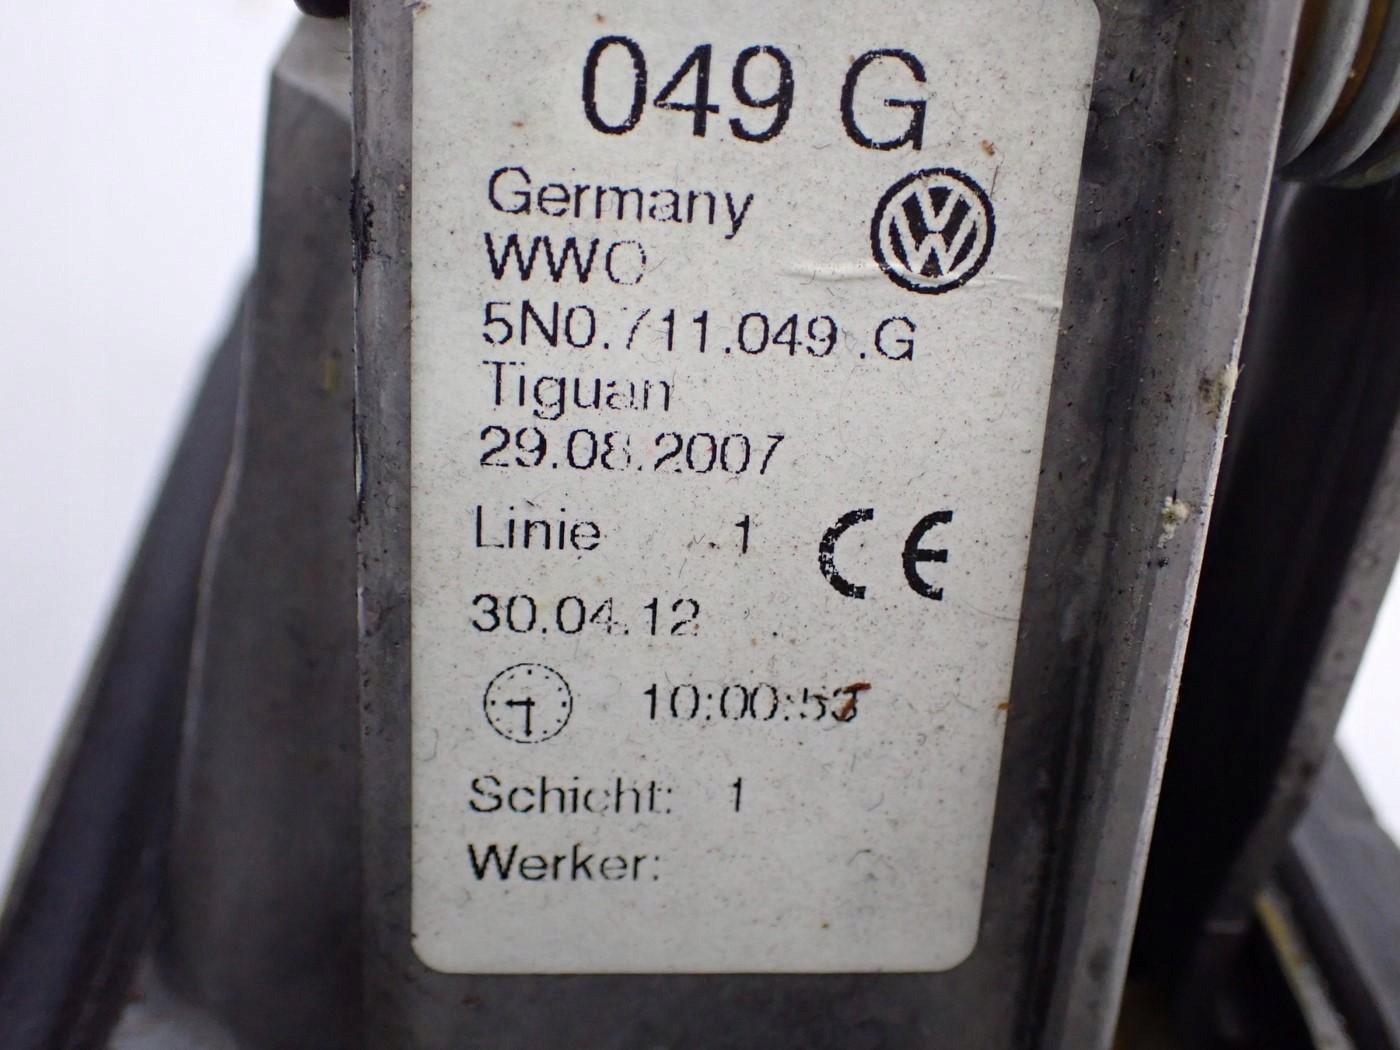 049 G
Germany
WWO
5N0.711.049 .G
Tiguan
29.08.2007
Linie 1 CE
30.04.12
10:00:53
Schicht: 1
Werker: